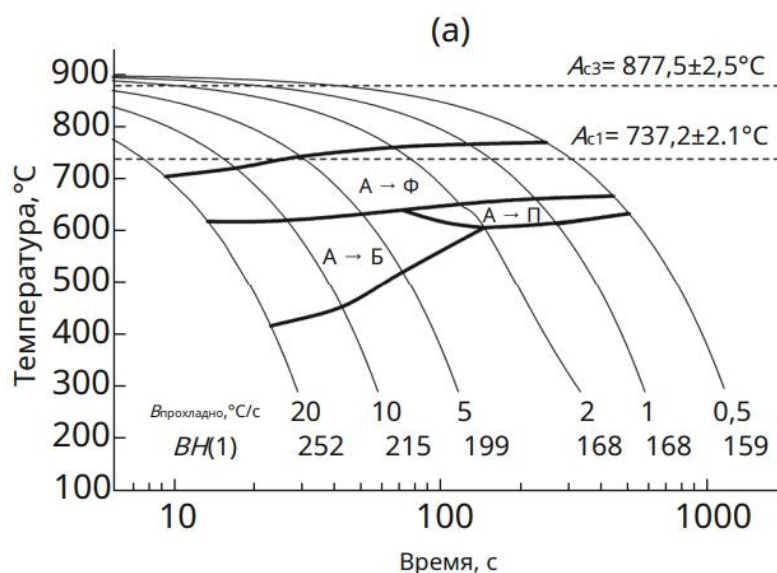 (a)
900
800
700
600
500
400
300
200
100
Температура, °C
Ac3= 877,5±2,5°C
Ac1= 737,2±2.1°C
A → Ф
A → П
A → Б
Bпрохладно,°C/c 20 10 5 2 1 0,5
BH(1) 252 215 199 168 168 159
10 100 1000
Время, с